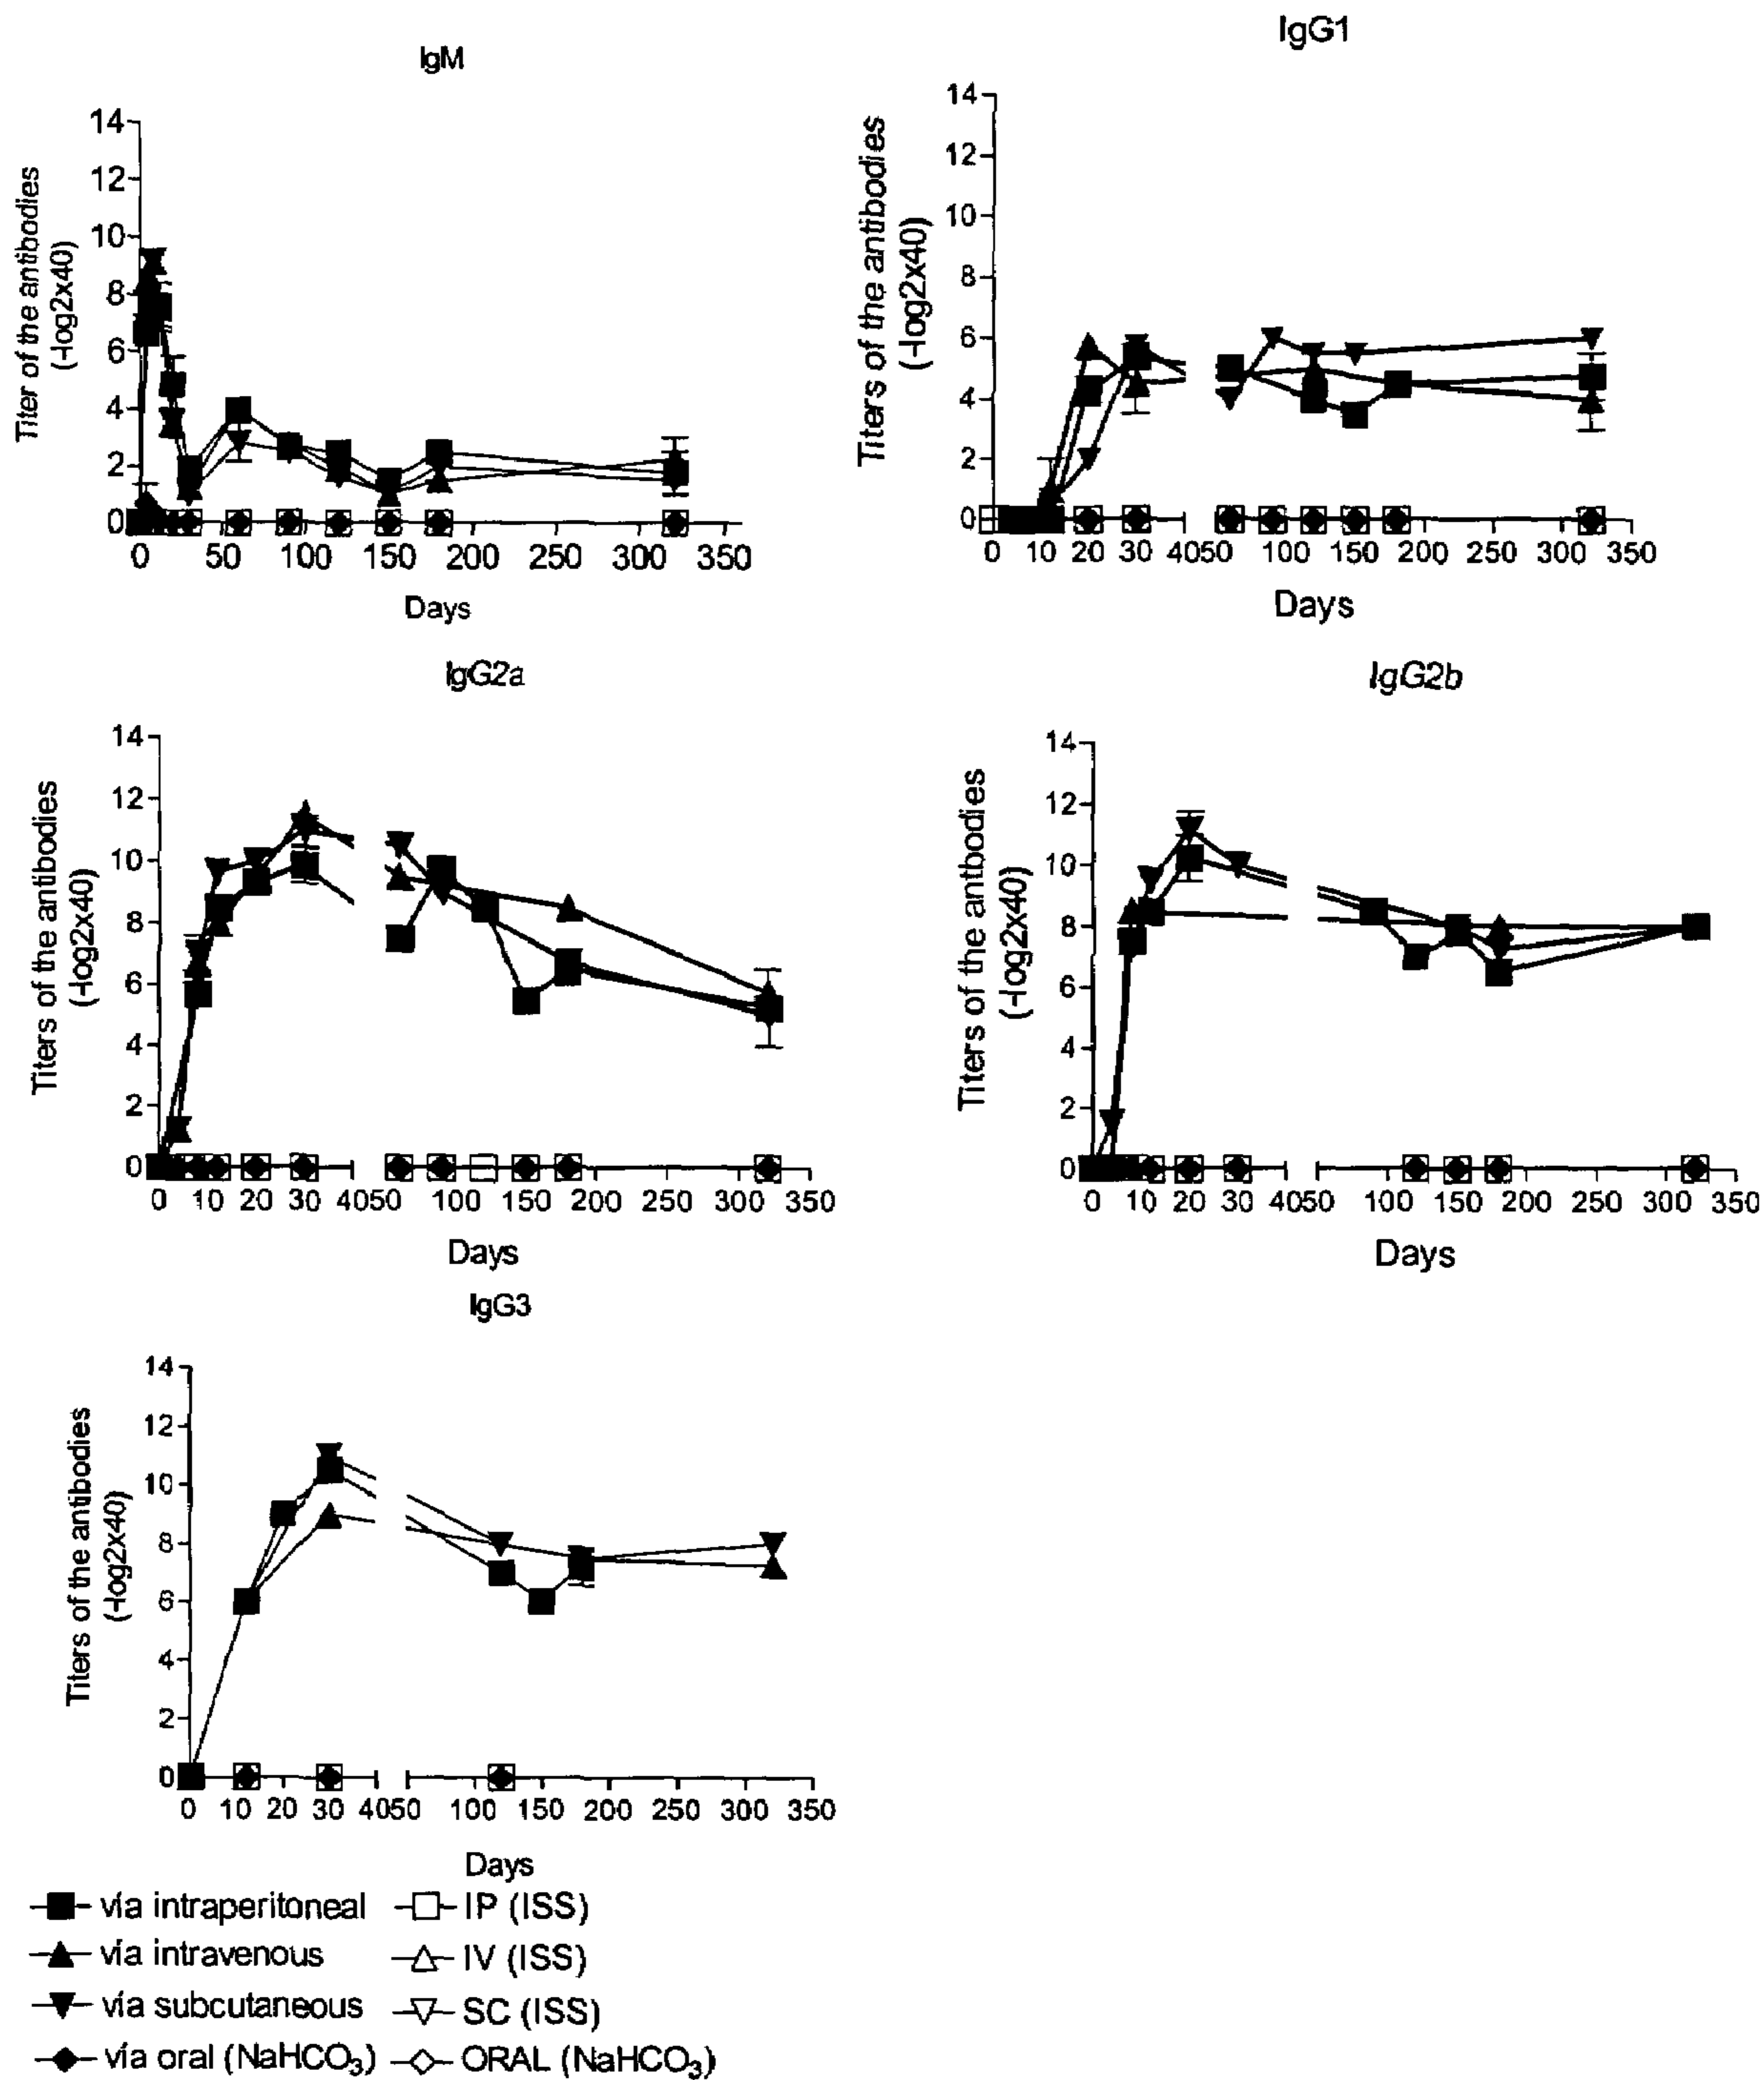 IgM
Titer of the antibodies
(-log2x40)
14
12
10
8
6
4
2
0
0 50 100 150 200 250 300 350
Days
IgG1
Titers of the antibodies
(-log2x40)
14
12
10
8
6
4
2
0
0 10 20 30 4050 100 150 200 250 300 350
Days
IgG2a
Titers of the antibodies
(-log2x40)
14
12
10
8
6
4
2
0
0 10 20 30 4050 100 150 200 250 300 350
Days
IgG2b
Titers of the antibodies
(-log2x40)
14
12
10
8
6
4
2
0
0 10 20 30 4050 100 150 200 250 300 350
Days
IgG3
Titers of the antibodies
(-log2x40)
14
12
10
8
6
4
2
0
0 10 20 30 4050 100 150 200 250 300 350
Days
vía intraperitoneal IP (ISS)
vía intravenous IV (ISS)
vía subcutaneous SC (ISS)
vía oral (NaHCO₃) ORAL (NaHCO₃)